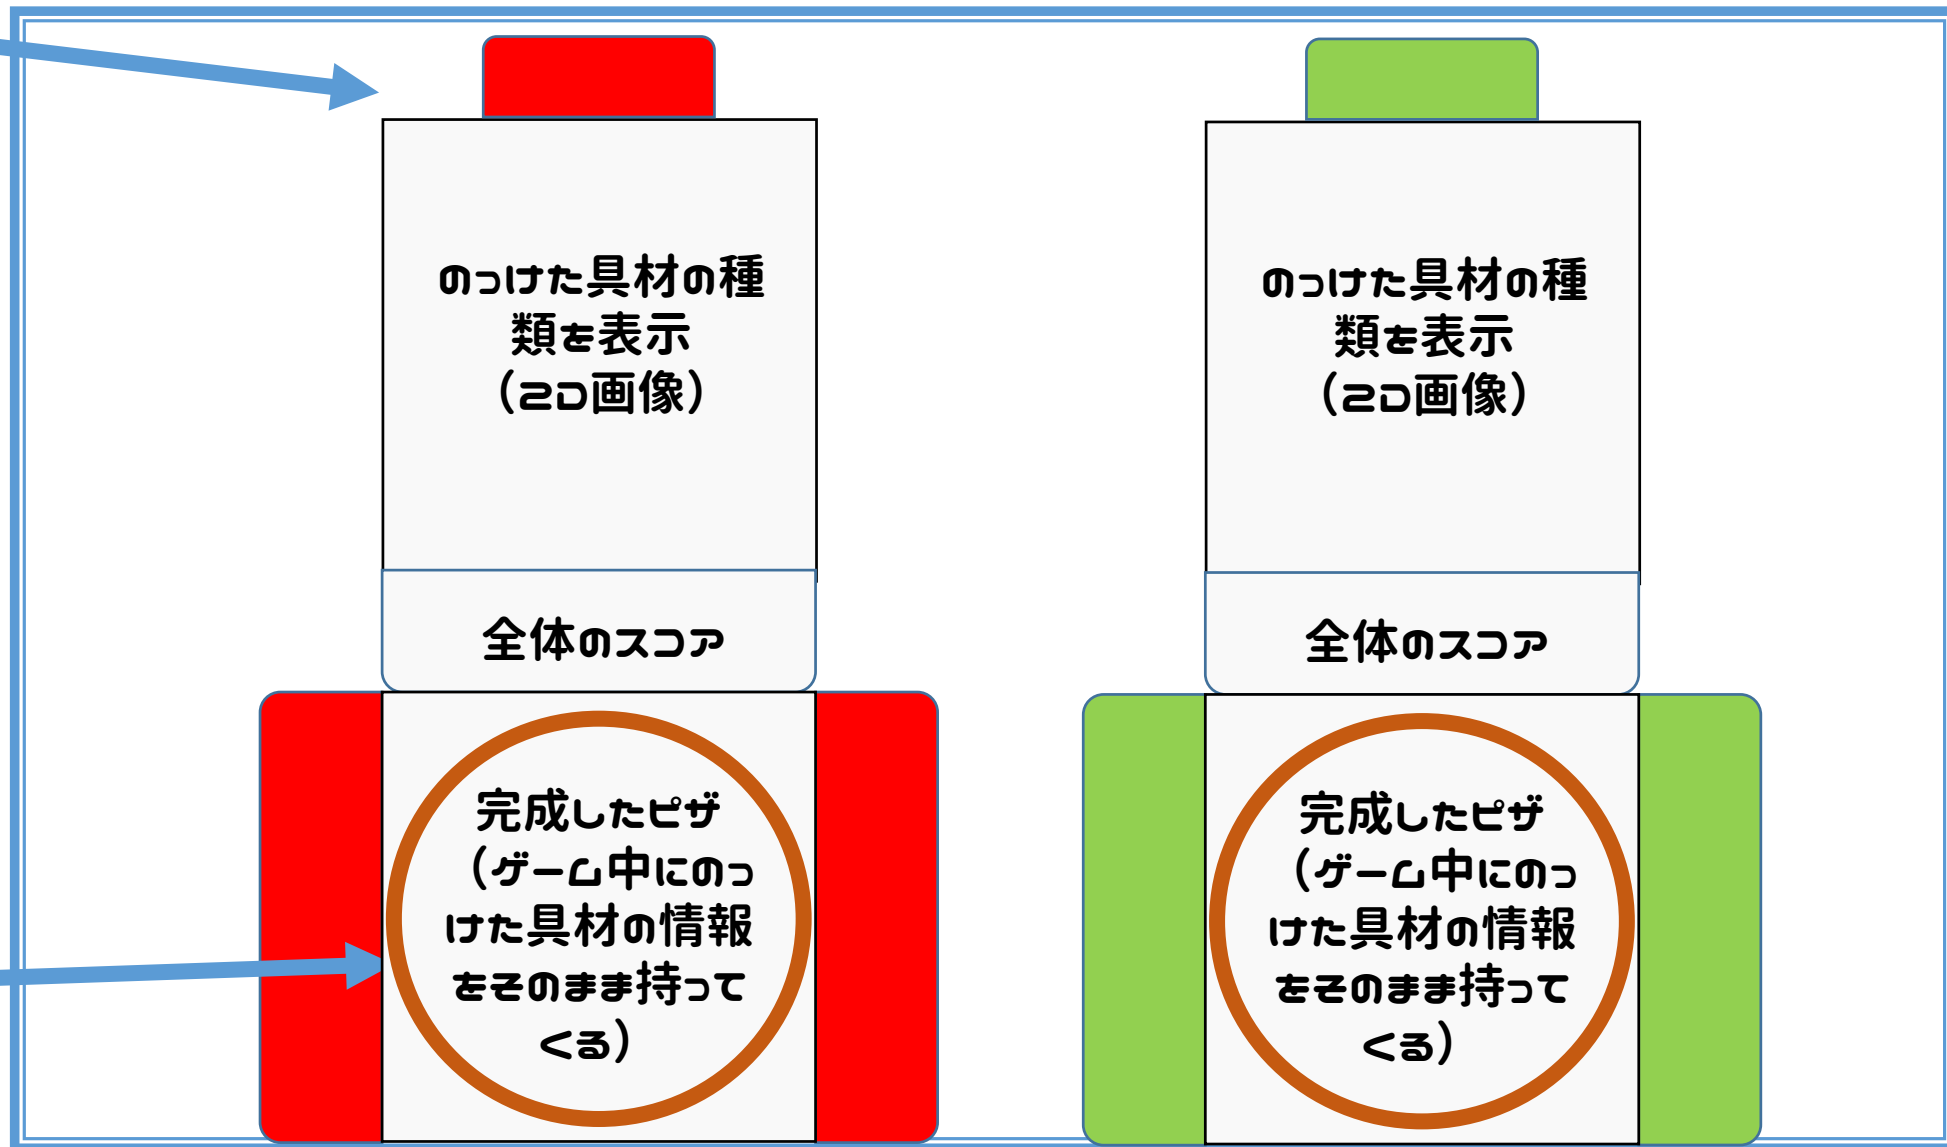 のっけた具材の種
類を表示
（2D画像）
全体のスコア
完成したピザ
（ゲーム中にのっ
けた具材の情報
をそのまま持って
くる）
のっけた具材の種
類を表示
（2D画像）
全体のスコア
完成したピザ
（ゲーム中にのっ
けた具材の情報
をそのまま持って
くる）